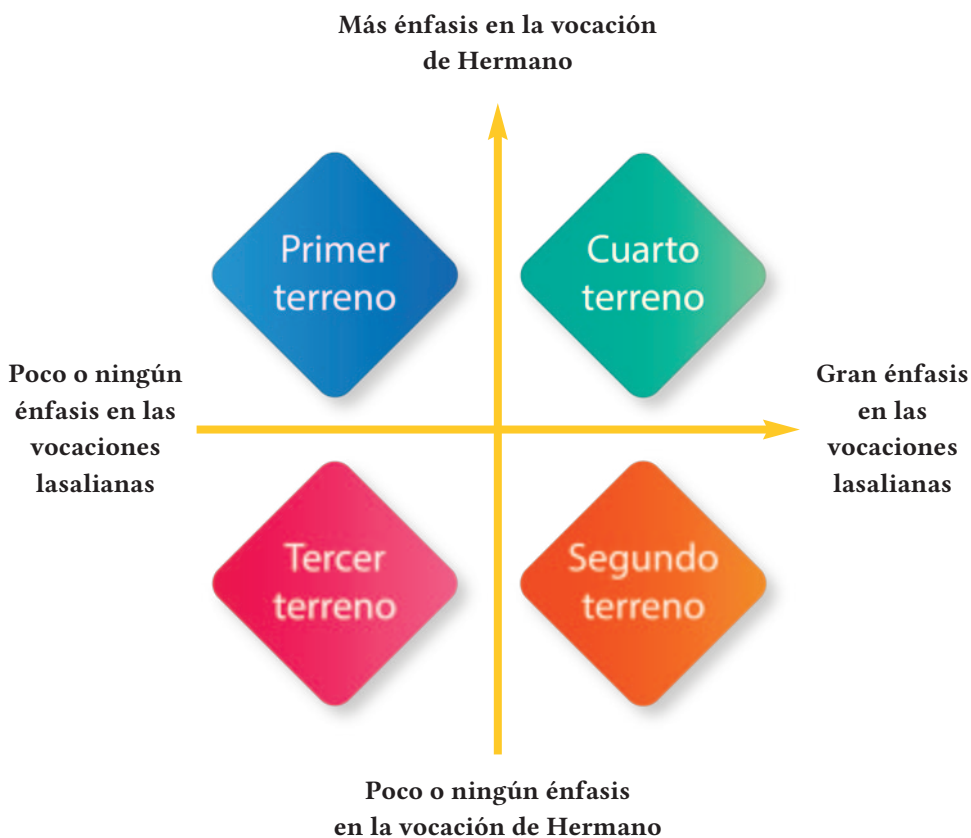 Más énfasis en la vocación
de Hermano
Primer
terreno
Cuarto
terreno
Poco o ningún
énfasis en las
vocaciones
lasalianas
Gran énfasis
en las
vocaciones
lasalianas
Tercer
terreno
Segundo
terreno
Poco o ningún énfasis
en la vocación de Hermano